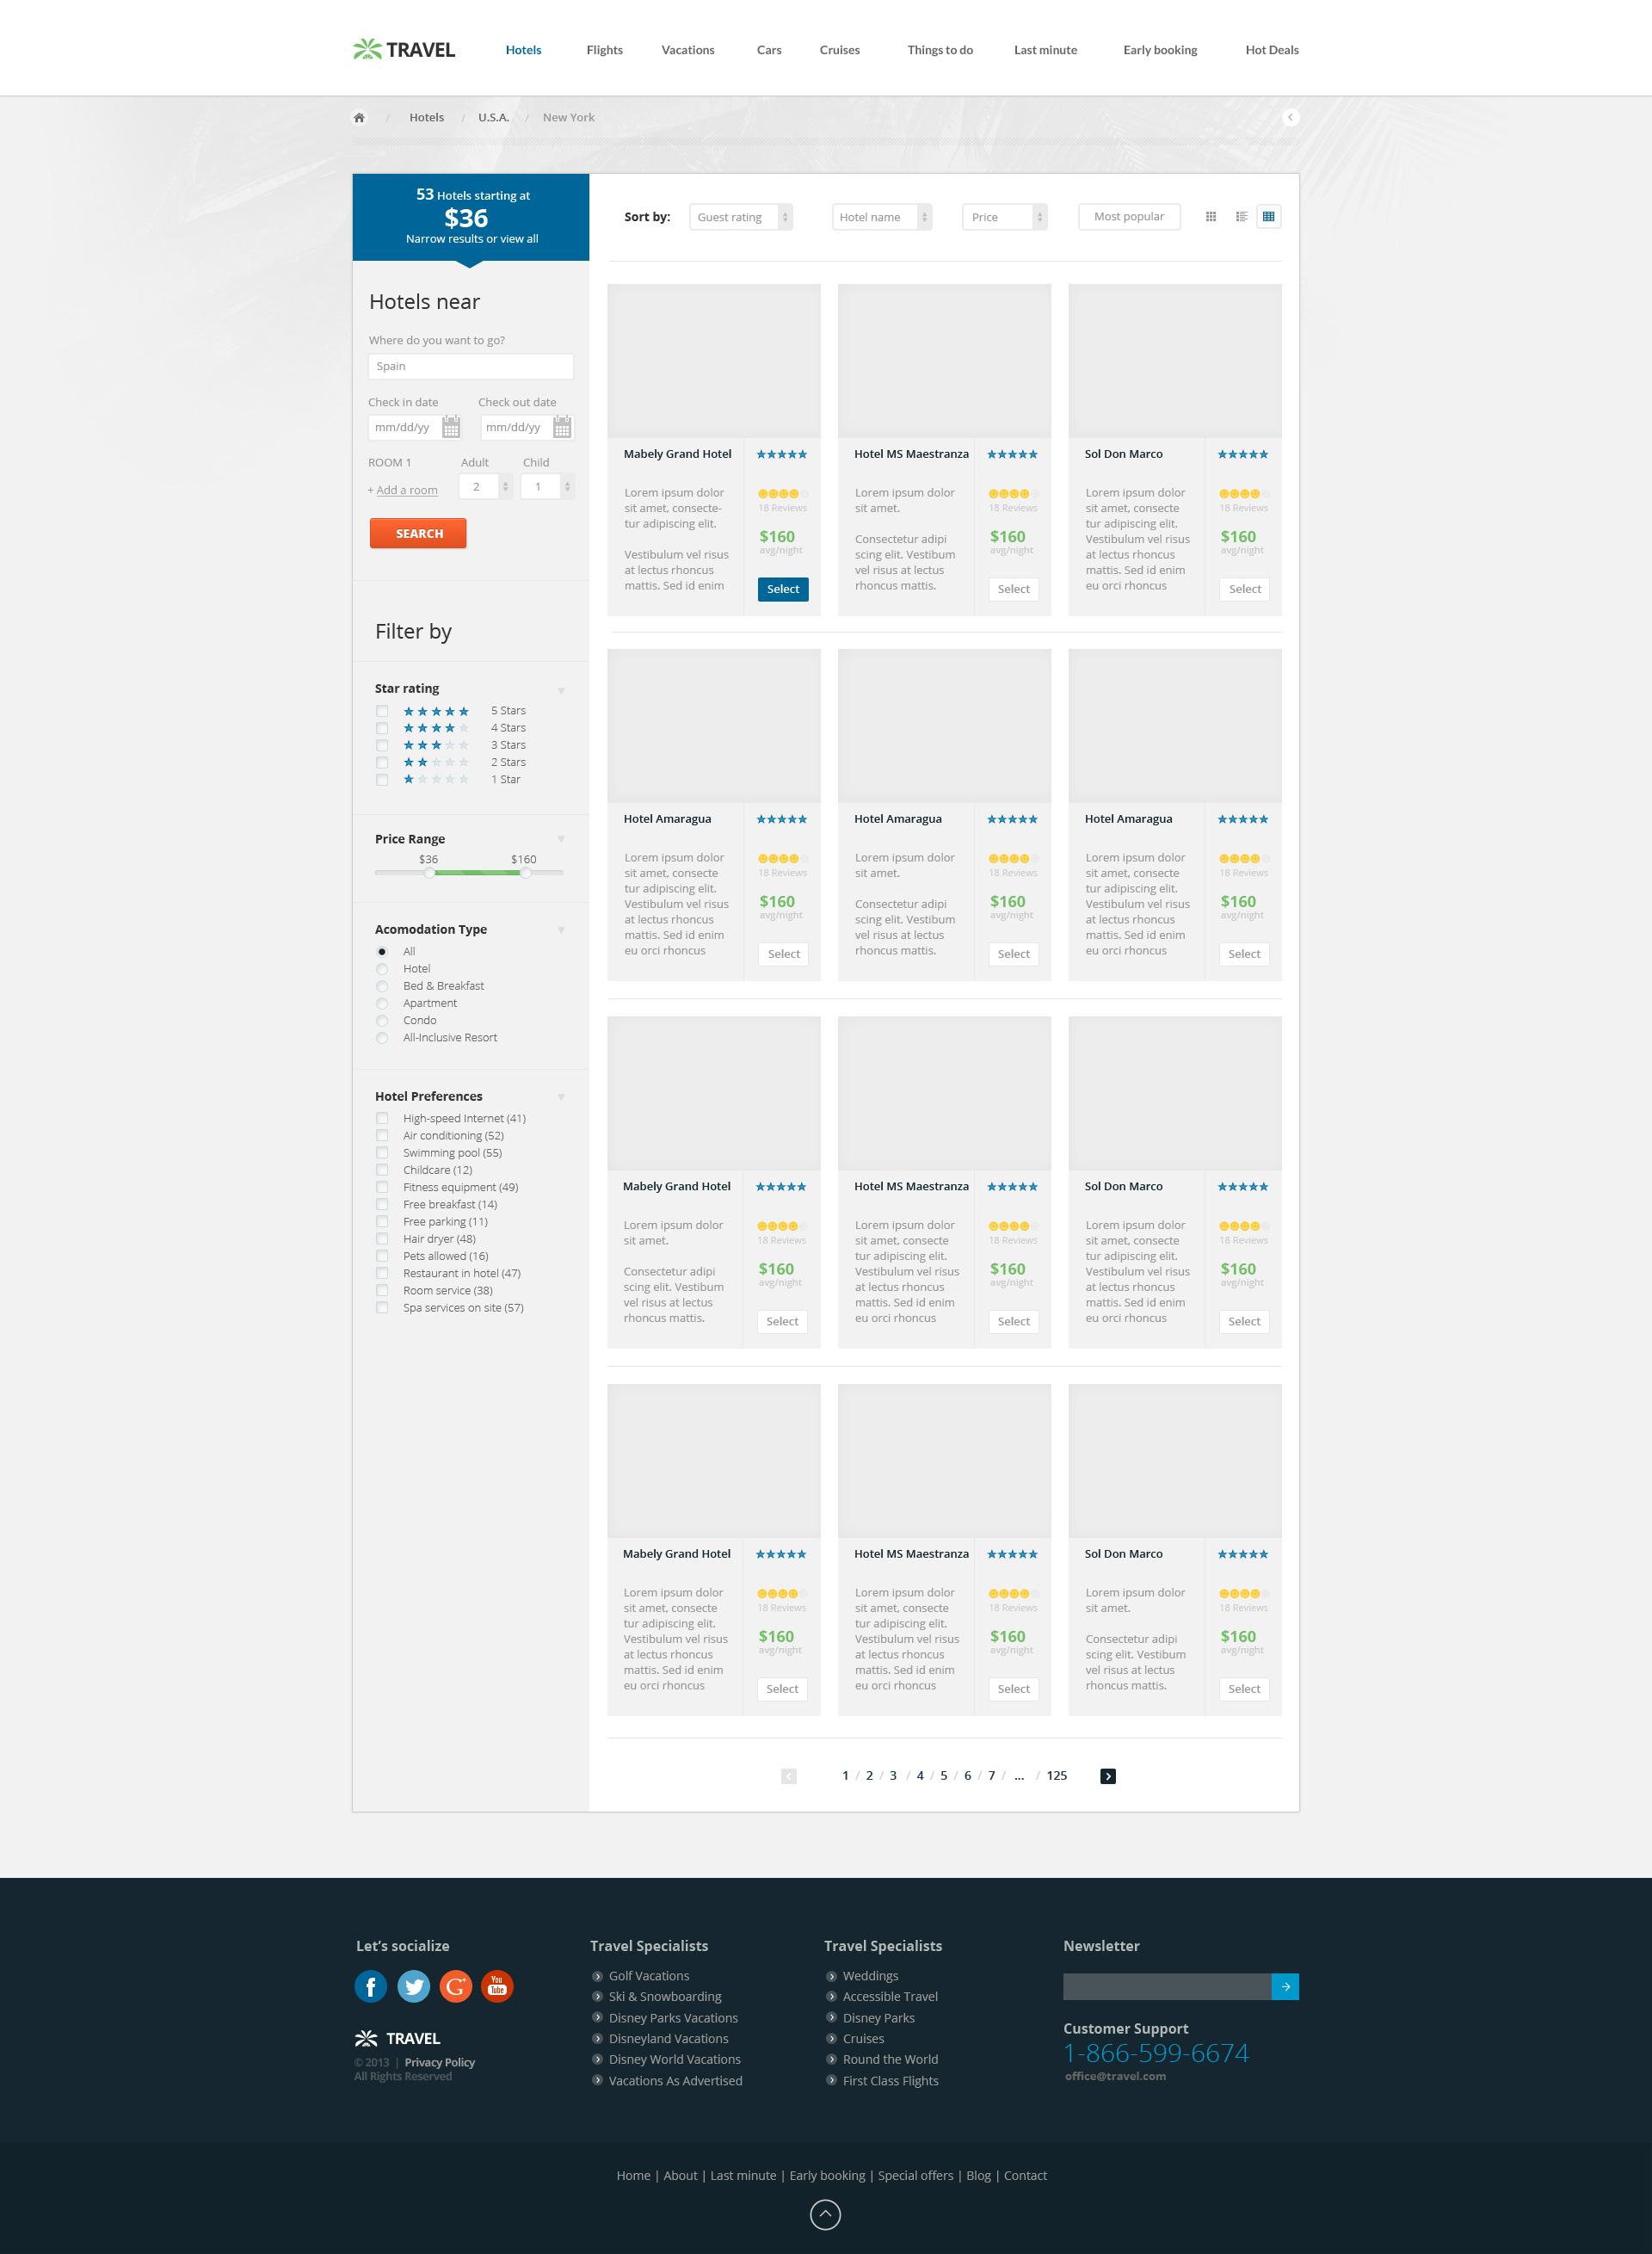 TRAVEL
Hotels Flights Vacations Cars Cruises Things to do Last minute Early booking Hot Deals
/ Hotels / U.S.A. / New York
53 Hotels starting at
$36
Narrow results or view all
Hotels near
Where do you want to go?
Spain
Check in date Check out date
mm/dd/yy mm/dd/yy
ROOM 1 Adult Child
+ Add a room 2 1
SEARCH
Filter by
Star rating
5 Stars
4 Stars
3 Stars
2 Stars
1 Star
Price Range
$36 $160
Acomodation Type
All
Hotel
Bed & Breakfast
Apartment
Condo
All-Inclusive Resort
Hotel Preferences
High-speed Internet (41)
Air conditioning (52)
Swimming pool (55)
Childcare (12)
Fitness equipment (49)
Free breakfast (14)
Free parking (11)
Hair dryer (48)
Pets allowed (16)
Restaurant in hotel (47)
Room service (38)
Spa services on site (57)
Sort by: Guest rating Hotel name Price Most popular
Mabely Grand Hotel
Lorem ipsum dolor
sit amet, consecte-
tur adipiscing elit.
Vestibulum vel risus
at lectus rhoncus
mattis. Sed id enim
18 Reviews
$160
avg/night
Select
Hotel MS Maestranza
Lorem ipsum dolor
sit amet.
Consectetur adipi
scing elit. Vestibum
vel risus at lectus
rhoncus mattis.
18 Reviews
$160
avg/night
Select
Sol Don Marco
Lorem ipsum dolor
sit amet, consecte
tur adipiscing elit.
Vestibulum vel risus
at lectus rhoncus
mattis. Sed id enim
eu orci rhoncus
18 Reviews
$160
avg/night
Select
Hotel Amaragua
Lorem ipsum dolor
sit amet, consecte
tur adipiscing elit.
Vestibulum vel risus
at lectus rhoncus
mattis. Sed id enim
eu orci rhoncus
18 Reviews
$160
avg/night
Select
Hotel Amaragua
Lorem ipsum dolor
sit amet.
Consectetur adipi
scing elit. Vestibum
vel risus at lectus
rhoncus mattis.
18 Reviews
$160
avg/night
Select
Hotel Amaragua
Lorem ipsum dolor
sit amet, consecte
tur adipiscing elit.
Vestibulum vel risus
at lectus rhoncus
mattis. Sed id enim
eu orci rhoncus
18 Reviews
$160
avg/night
Select
Mabely Grand Hotel
Lorem ipsum dolor
sit amet.
Consectetur adipi
scing elit. Vestibum
vel risus at lectus
rhoncus mattis.
18 Reviews
$160
avg/night
Select
Hotel MS Maestranza
Lorem ipsum dolor
sit amet, consecte
tur adipiscing elit.
Vestibulum vel risus
at lectus rhoncus
mattis. Sed id enim
eu orci rhoncus
18 Reviews
$160
avg/night
Select
Sol Don Marco
Lorem ipsum dolor
sit amet, consecte
tur adipiscing elit.
Vestibulum vel risus
at lectus rhoncus
mattis. Sed id enim
eu orci rhoncus
18 Reviews
$160
avg/night
Select
Mabely Grand Hotel
Lorem ipsum dolor
sit amet, consecte
tur adipiscing elit.
Vestibulum vel risus
at lectus rhoncus
mattis. Sed id enim
eu orci rhoncus
18 Reviews
$160
avg/night
Select
Hotel MS Maestranza
Lorem ipsum dolor
sit amet, consecte
tur adipiscing elit.
Vestibulum vel risus
at lectus rhoncus
mattis. Sed id enim
eu orci rhoncus
18 Reviews
$160
avg/night
Select
Sol Don Marco
Lorem ipsum dolor
sit amet.
Consectetur adipi
scing elit. Vestibum
vel risus at lectus
rhoncus mattis.
18 Reviews
$160
avg/night
Select
1 / 2 / 3 / 4 / 5 / 6 / 7 / ... / 125
Let's socialize
f G+ You Tube
TRAVEL
© 2013 | Privacy Policy
All Rights Reserved
Travel Specialists
Golf Vacations
Ski & Snowboarding
Disney Parks Vacations
Disneyland Vacations
Disney World Vacations
Vacations As Advertised
Travel Specialists
Weddings
Accessible Travel
Disney Parks
Cruises
Round the World
First Class Flights
Newsletter
Customer Support
1-866-599-6674
office@travel.com
Home | About | Last minute | Early booking | Special offers | Blog | Contact